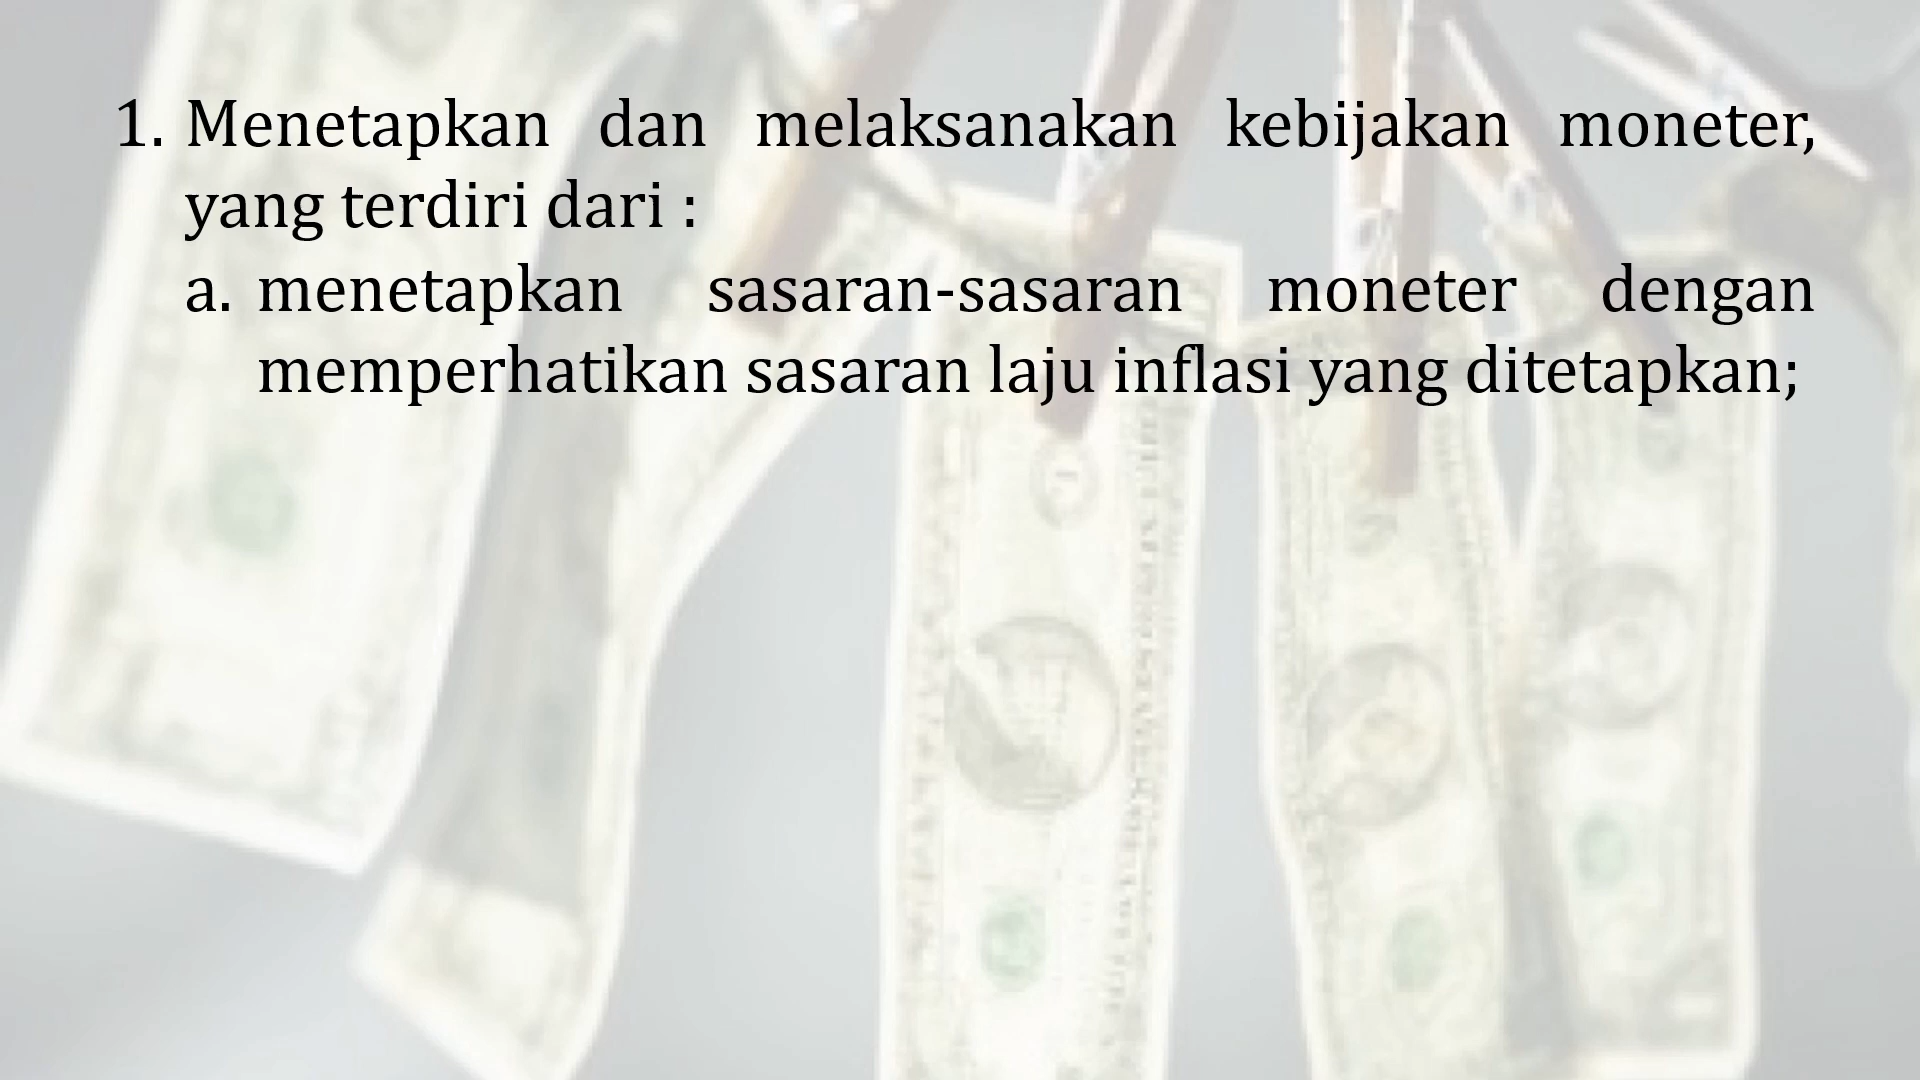 1. Menetapkan dan melaksanakan kebijakan moneter,
yang terdiri dari :
a. menetapkan sasaran-sasaran moneter dengan
memperhatikan sasaran laju inflasi yang ditetapkan;